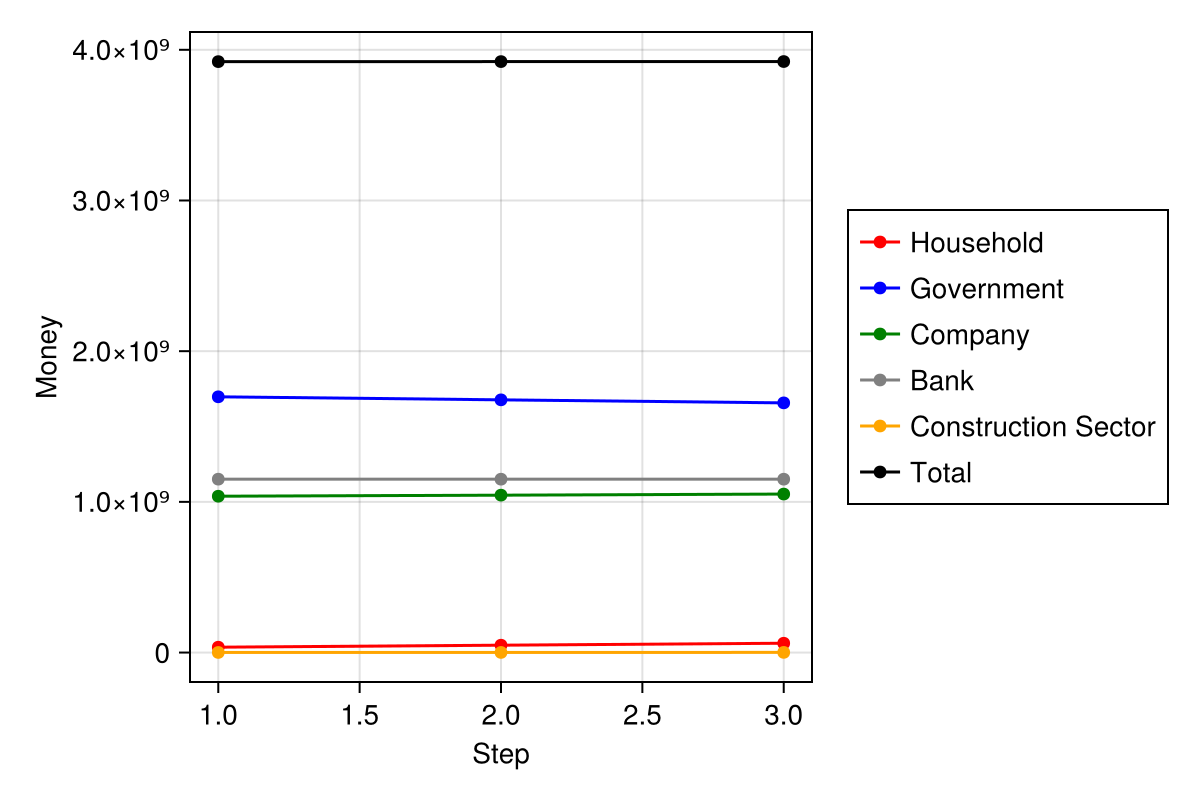 4.0×10⁹
3.0×10⁹
2.0×10⁹
1.0×10⁹
0
Money
1.0 1.5 2.0 2.5 3.0
Step
Household
Government
Company
Bank
Construction Sector
Total